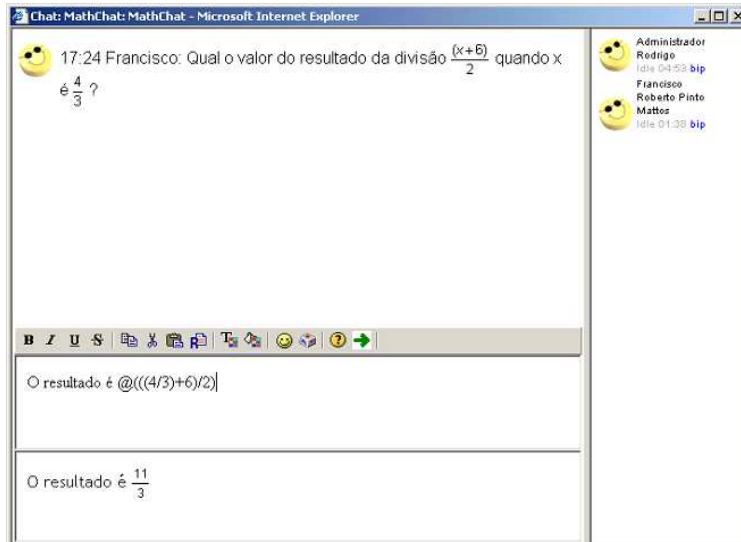 Chat: MathChat: MathChat - Microsoft Internet Explorer
17:24 Francisco: Qual o valor do resultado da divisão (x+6)/2 quando x
é 4/3 ?
Administrador
Rodrigo
Idle 04:53 bip
Francisco
Roberto Pinto
Mattos
Idle 01:38 bip
B I U S
O resultado é @(((4/3)+6)/2)
O resultado é 11/3